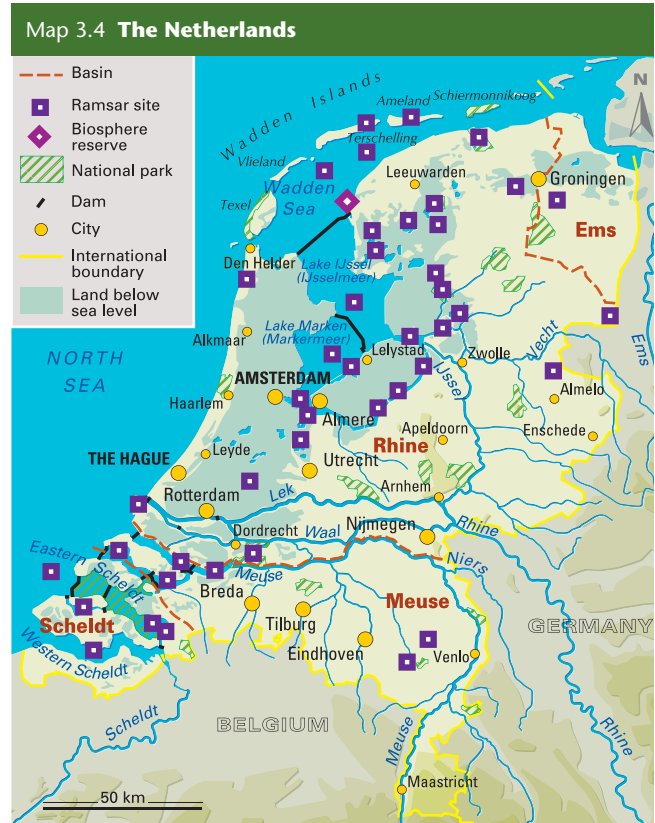 Map 3.4 The Netherlands
Basin
Ramsar site
Biosphere
reserve
National park
Dam
City
International
boundary
Land below
sea level
N
Wadden Islands
Ameland
Schiermonnikoog
Terschelling
Vlieland
Wadden
Sea
Texel
Leeuwarden
Groningen
Ems
Den Helder
Lake IJssel
(IJsselmeer)
Lake Marken
(Markermeer)
Alkmaar
Lelystad
Zwolle
Vecht
Ems
NORTH
SEA
AMSTERDAM
IJssel
Haarlem
Almere
Almelo
Enschede
Apeldoorn
Rhine
Leyde
THE HAGUE
Utrecht
Arnhem
Rotterdam
Lek
Dordrecht
Waal
Nijmegen
Rhine
Niers
Eastern Scheldt
Meuse
Breda
Meuse
Scheldt
Tilburg
GERMANY
Eindhoven
Venlo
Western Scheldt
Scheldt
BELGIUM
Meuse
Rhine
Maastricht
50 km